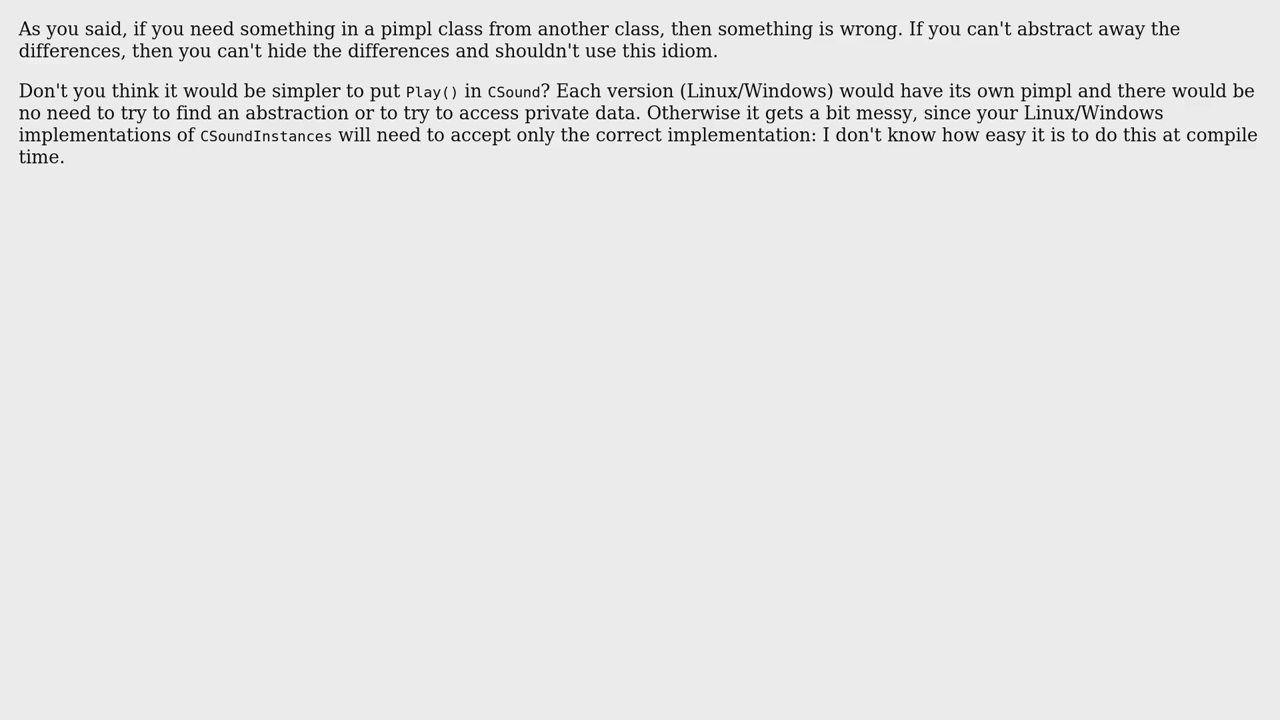 As you said, if you need something in a pimpl class from another class, then something is wrong. If you can't abstract away the
differences, then you can't hide the differences and shouldn't use this idiom.
Don't you think it would be simpler to put Play() in CSound? Each version (Linux/Windows) would have its own pimpl and there would be
no need to try to find an abstraction or to try to access private data. Otherwise it gets a bit messy, since your Linux/Windows
implementations of CSoundInstances will need to accept only the correct implementation: I don't know how easy it is to do this at compile
time.